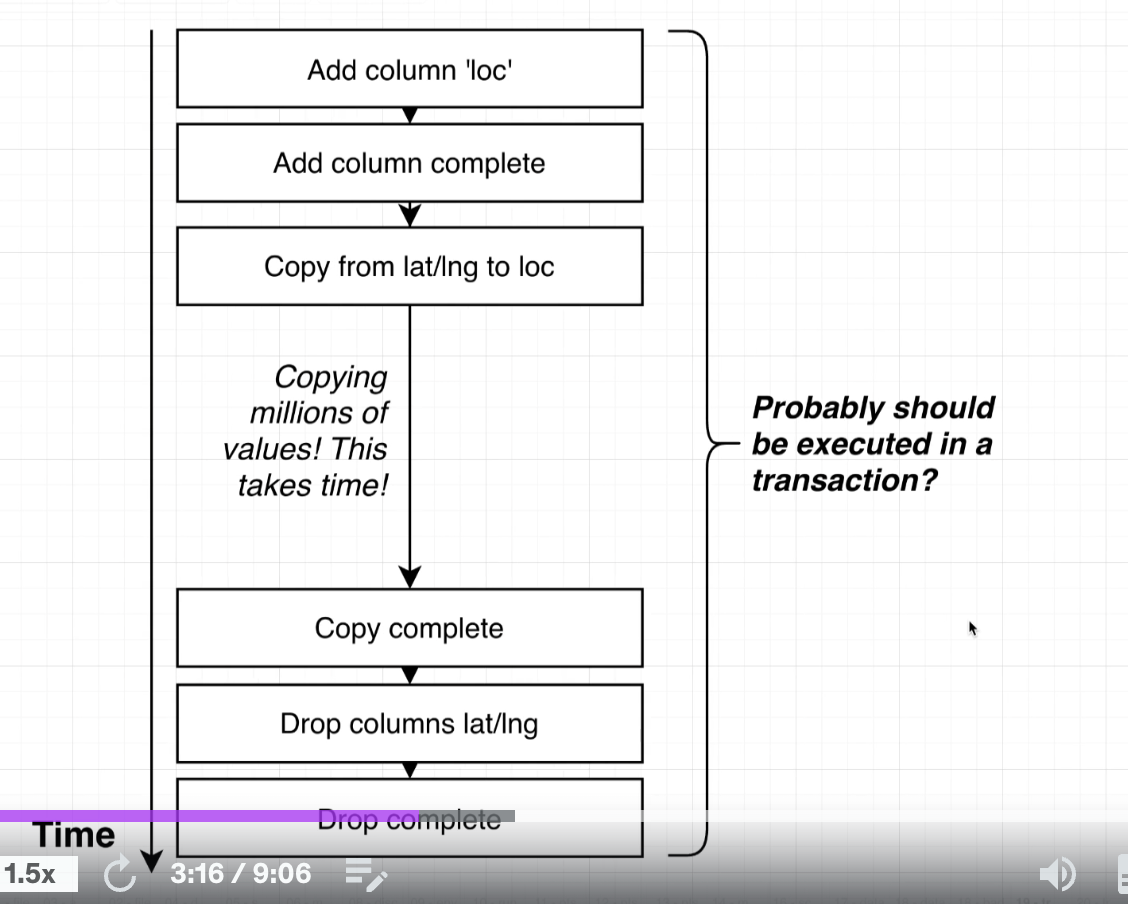 Add column 'loc'
Add column complete
Copy from lat/lng to loc
Copying
millions of
values! This
takes time!
Probably should
be executed in a
transaction?
Copy complete
Drop columns lat/lng
Drop complete
Time
1.5x
3:16 / 9:06